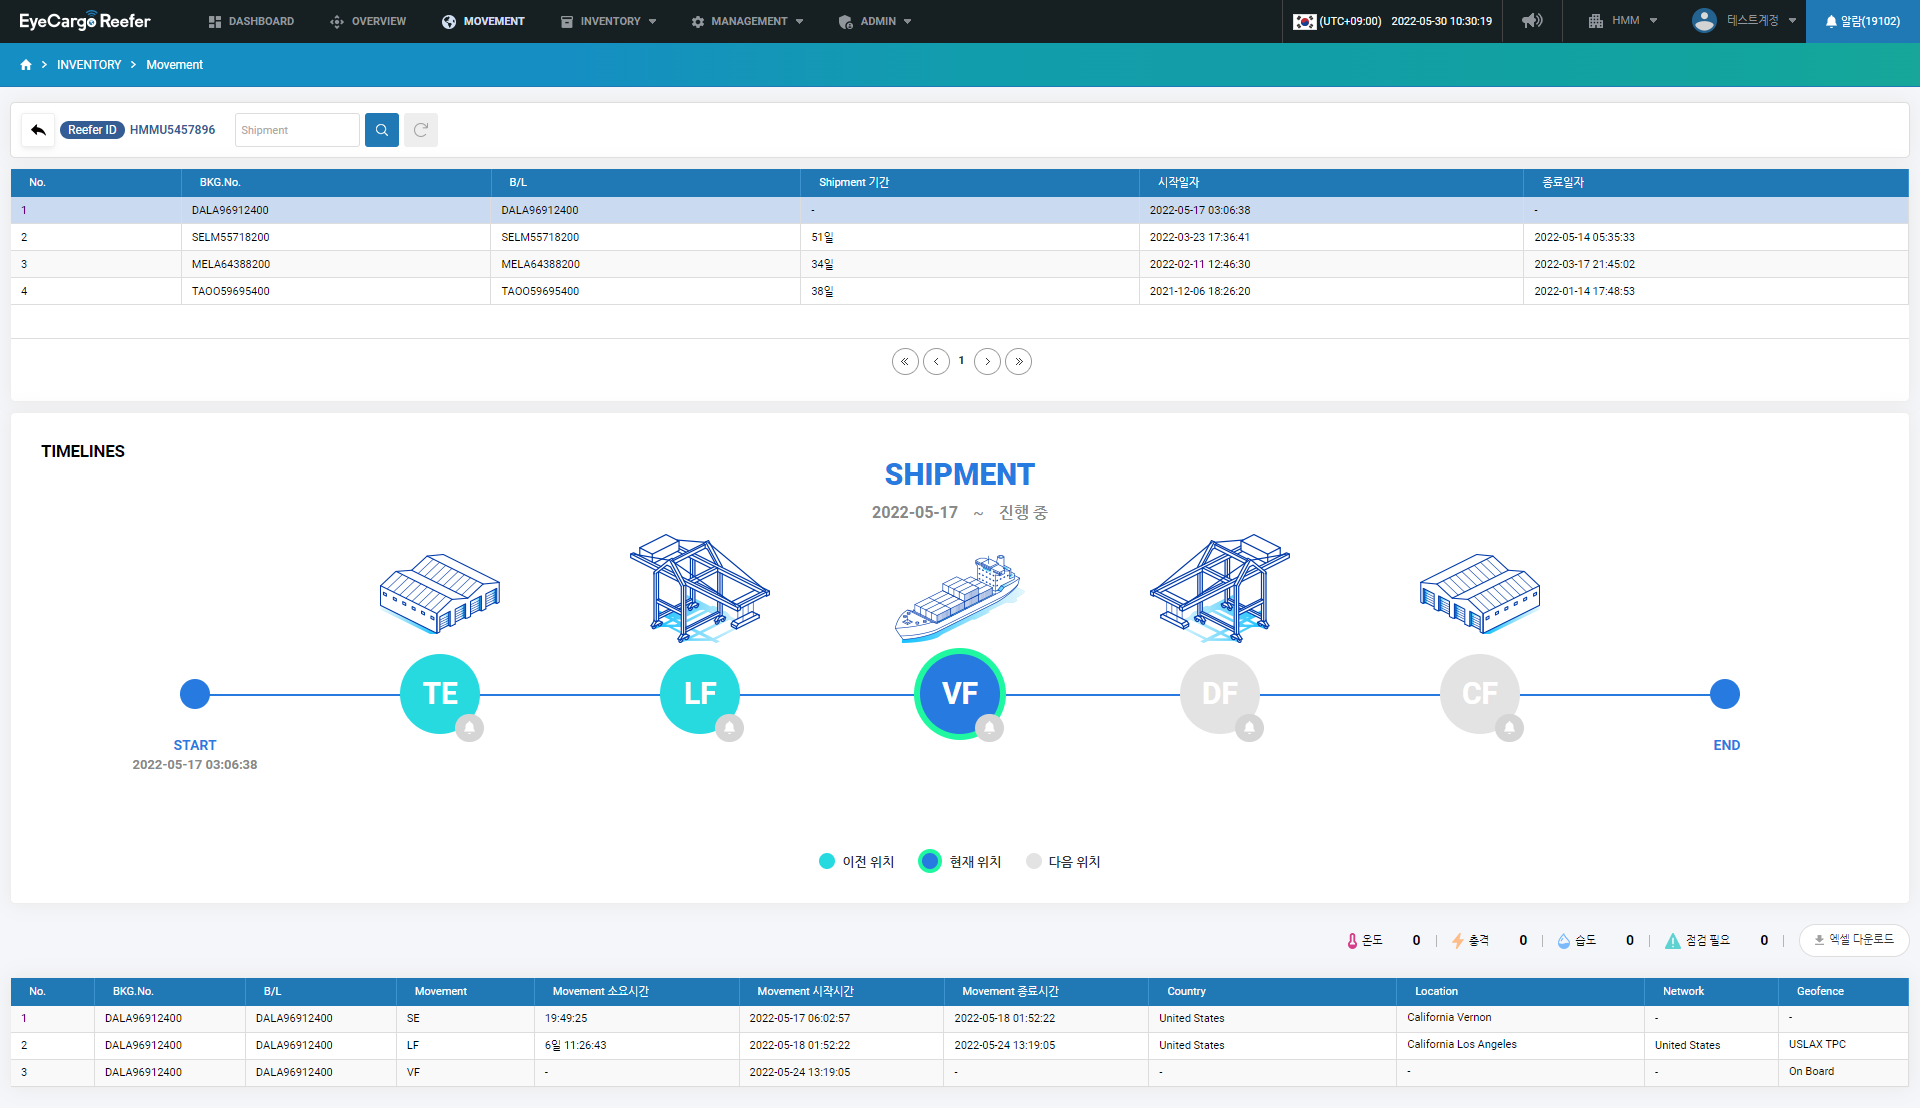 EyeCargo Reefer
DASHBOARD OVERVIEW MOVEMENT INVENTORY MANAGEMENT ADMIN (UTC+09:00) 2022-05-30 10:30:19 HMM 테스트계정 알람(19102)
INVENTORY > Movement
Reefer ID HMMU5457896 Shipment
No. BKG.No. B/L Shipment 기간 시작일자 종료일자
1 DALA96912400 DALA96912400 - 2022-05-17 03:06:38 -
2 SELM55718200 SELM55718200 51일 2022-03-23 17:36:41 2022-05-14 05:35:33
3 MELA64388200 MELA64388200 34일 2022-02-11 12:46:30 2022-03-17 21:45:02
4 TAOO59695400 TAOO59695400 38일 2021-12-06 18:26:20 2022-01-14 17:48:53
1
TIMELINES
SHIPMENT
2022-05-17 ~ 진행 중
TE LF VF DF CF
START END
2022-05-17 03:06:38
이전 위치 현재 위치 다음 위치
온도 0 충격 0 습도 0 점검 필요 0 엑셀 다운로드
No. BKG.No. B/L Movement Movement 소요시간 Movement 시작시간 Movement 종료시간 Country Location Network Geofence
1 DALA96912400 DALA96912400 SE 19:49:25 2022-05-17 06:02:57 2022-05-18 01:52:22 United States California Vernon - -
2 DALA96912400 DALA96912400 LF 6일 11:26:43 2022-05-18 01:52:22 2022-05-24 13:19:05 United States California Los Angeles United States USLAX TPC
3 DALA96912400 DALA96912400 VF - 2022-05-24 13:19:05 - - - - On Board